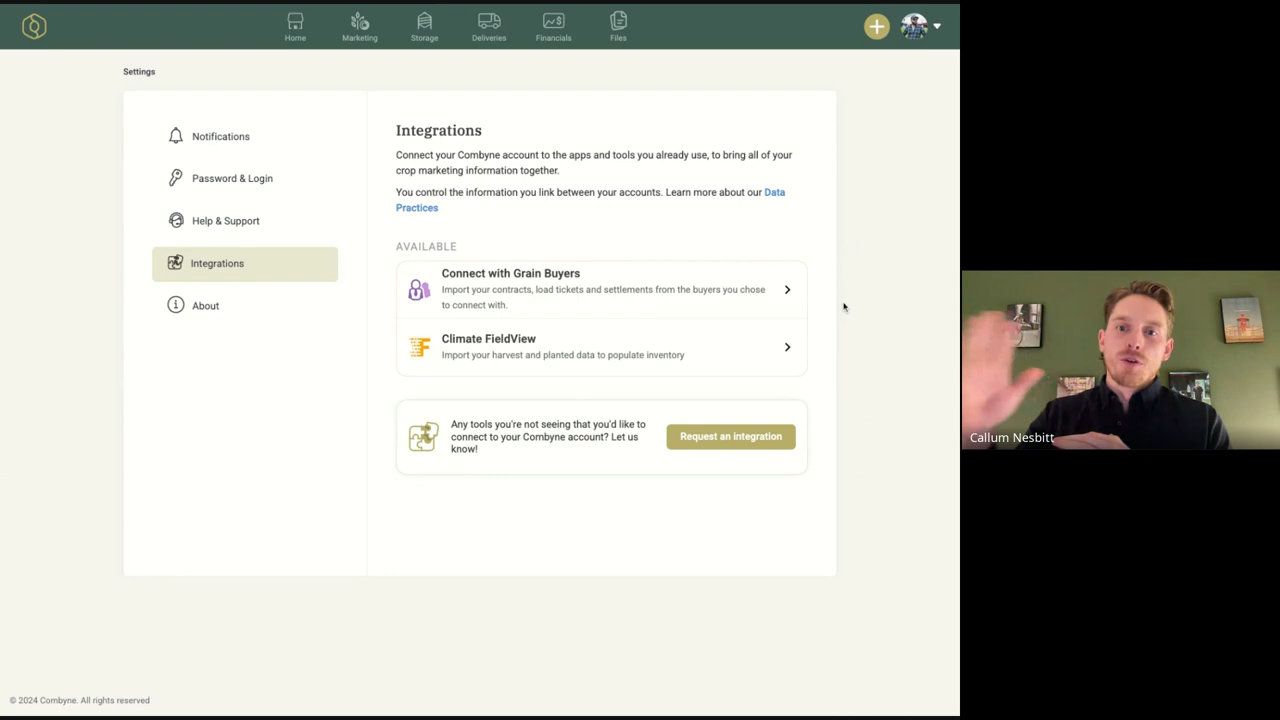 Home
Marketing
Storage
Deliveries
Financials
Files
Settings
Notifications
Password & Login
Help & Support
Integrations
About
Integrations
Connect your Combyne account to the apps and tools you already use, to bring all of your
crop marketing information together.
You control the information you link between your accounts. Learn more about our Data
Practices
AVAILABLE
Connect with Grain Buyers
Import your contracts, load tickets and settlements from the buyers you chose
to connect with.
Climate FieldView
Import your harvest and planted data to populate inventory
Any tools you're not seeing that you'd like to
connect to your Combyne account? Let us
know!
Request an integration
Callum Nesbitt
© 2024 Combyne. All rights reserved